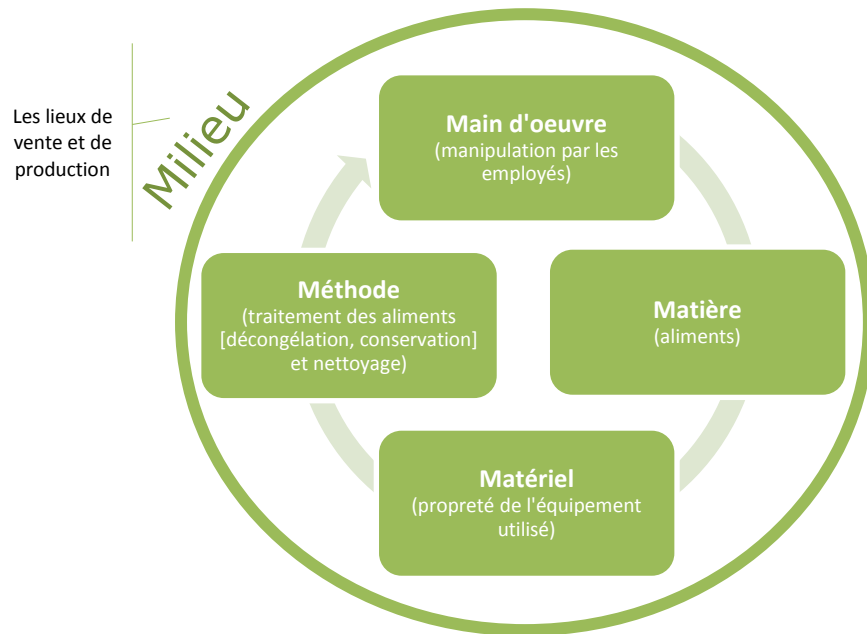 Les lieux de
vente et de
production
Milieu
Main d'oeuvre
(manipulation par les
employés)
Méthode
(traitement des aliments
[décongélation, conservation]
et nettoyage)
Matière
(aliments)
Matériel
(propreté de l'équipement
utilisé)